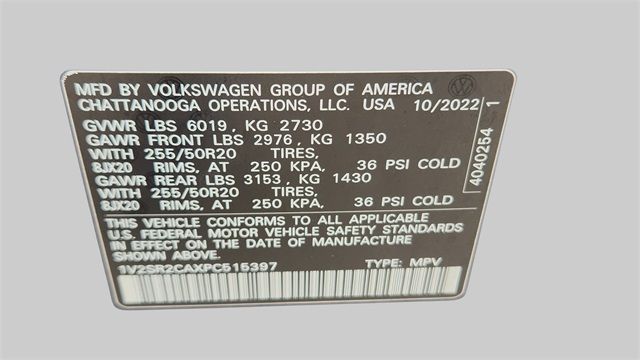 MFD BY VOLKSWAGEN GROUP OF AMERICA
CHATTANOOGA OPERATIONS, LLC. USA 10/2022
GVWR LBS 6019, KG 2730
GAWR FRONT LBS 2976, KG 1350
WITH 255/50R20 TIRES,
8JX20 RIMS, AT 250 KPA, 36 PSI COLD
GAWR REAR LBS 3153, KG 1430
WITH 255/50R20 TIRES,
8JX20 RIMS, AT 250 KPA, 36 PSI COLD
THIS VEHICLE CONFORMS TO ALL APPLICABLE
U.S. FEDERAL MOTOR VEHICLE SAFETY STANDARDS
IN EFFECT ON THE DATE OF MANUFACTURE
SHOWN ABOVE.
1V2SR2CAXPC515397 TYPE: MPV
4040254 1